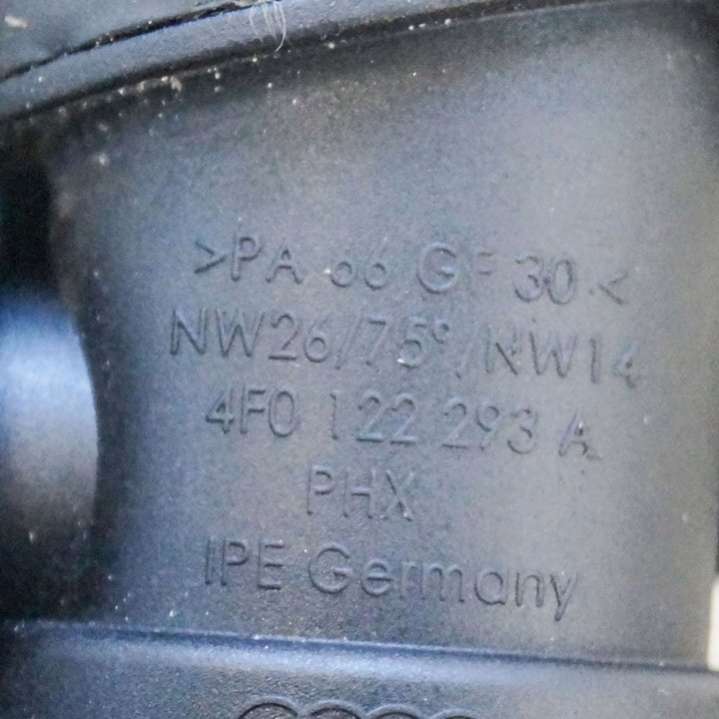 >PA 66 GF 30<
NW26/75°/NW14
4F0 122 293 A
PHX
IPE Germany